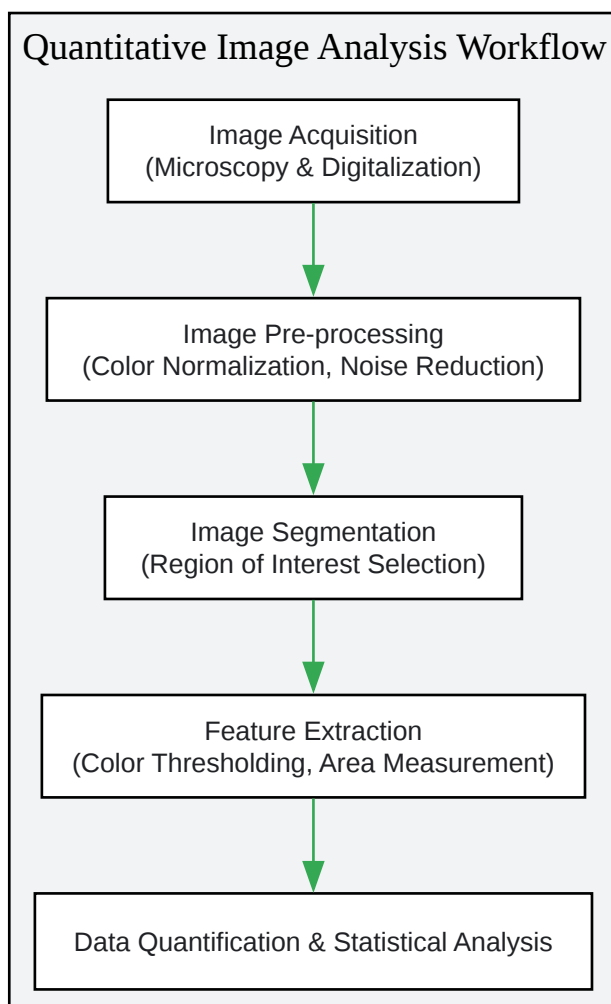 Quantitative Image Analysis Workflow
Image Acquisition
(Microscopy & Digitalization)
Image Pre-processing
(Color Normalization, Noise Reduction)
Image Segmentation
(Region of Interest Selection)
Feature Extraction
(Color Thresholding, Area Measurement)
Data Quantification & Statistical Analysis